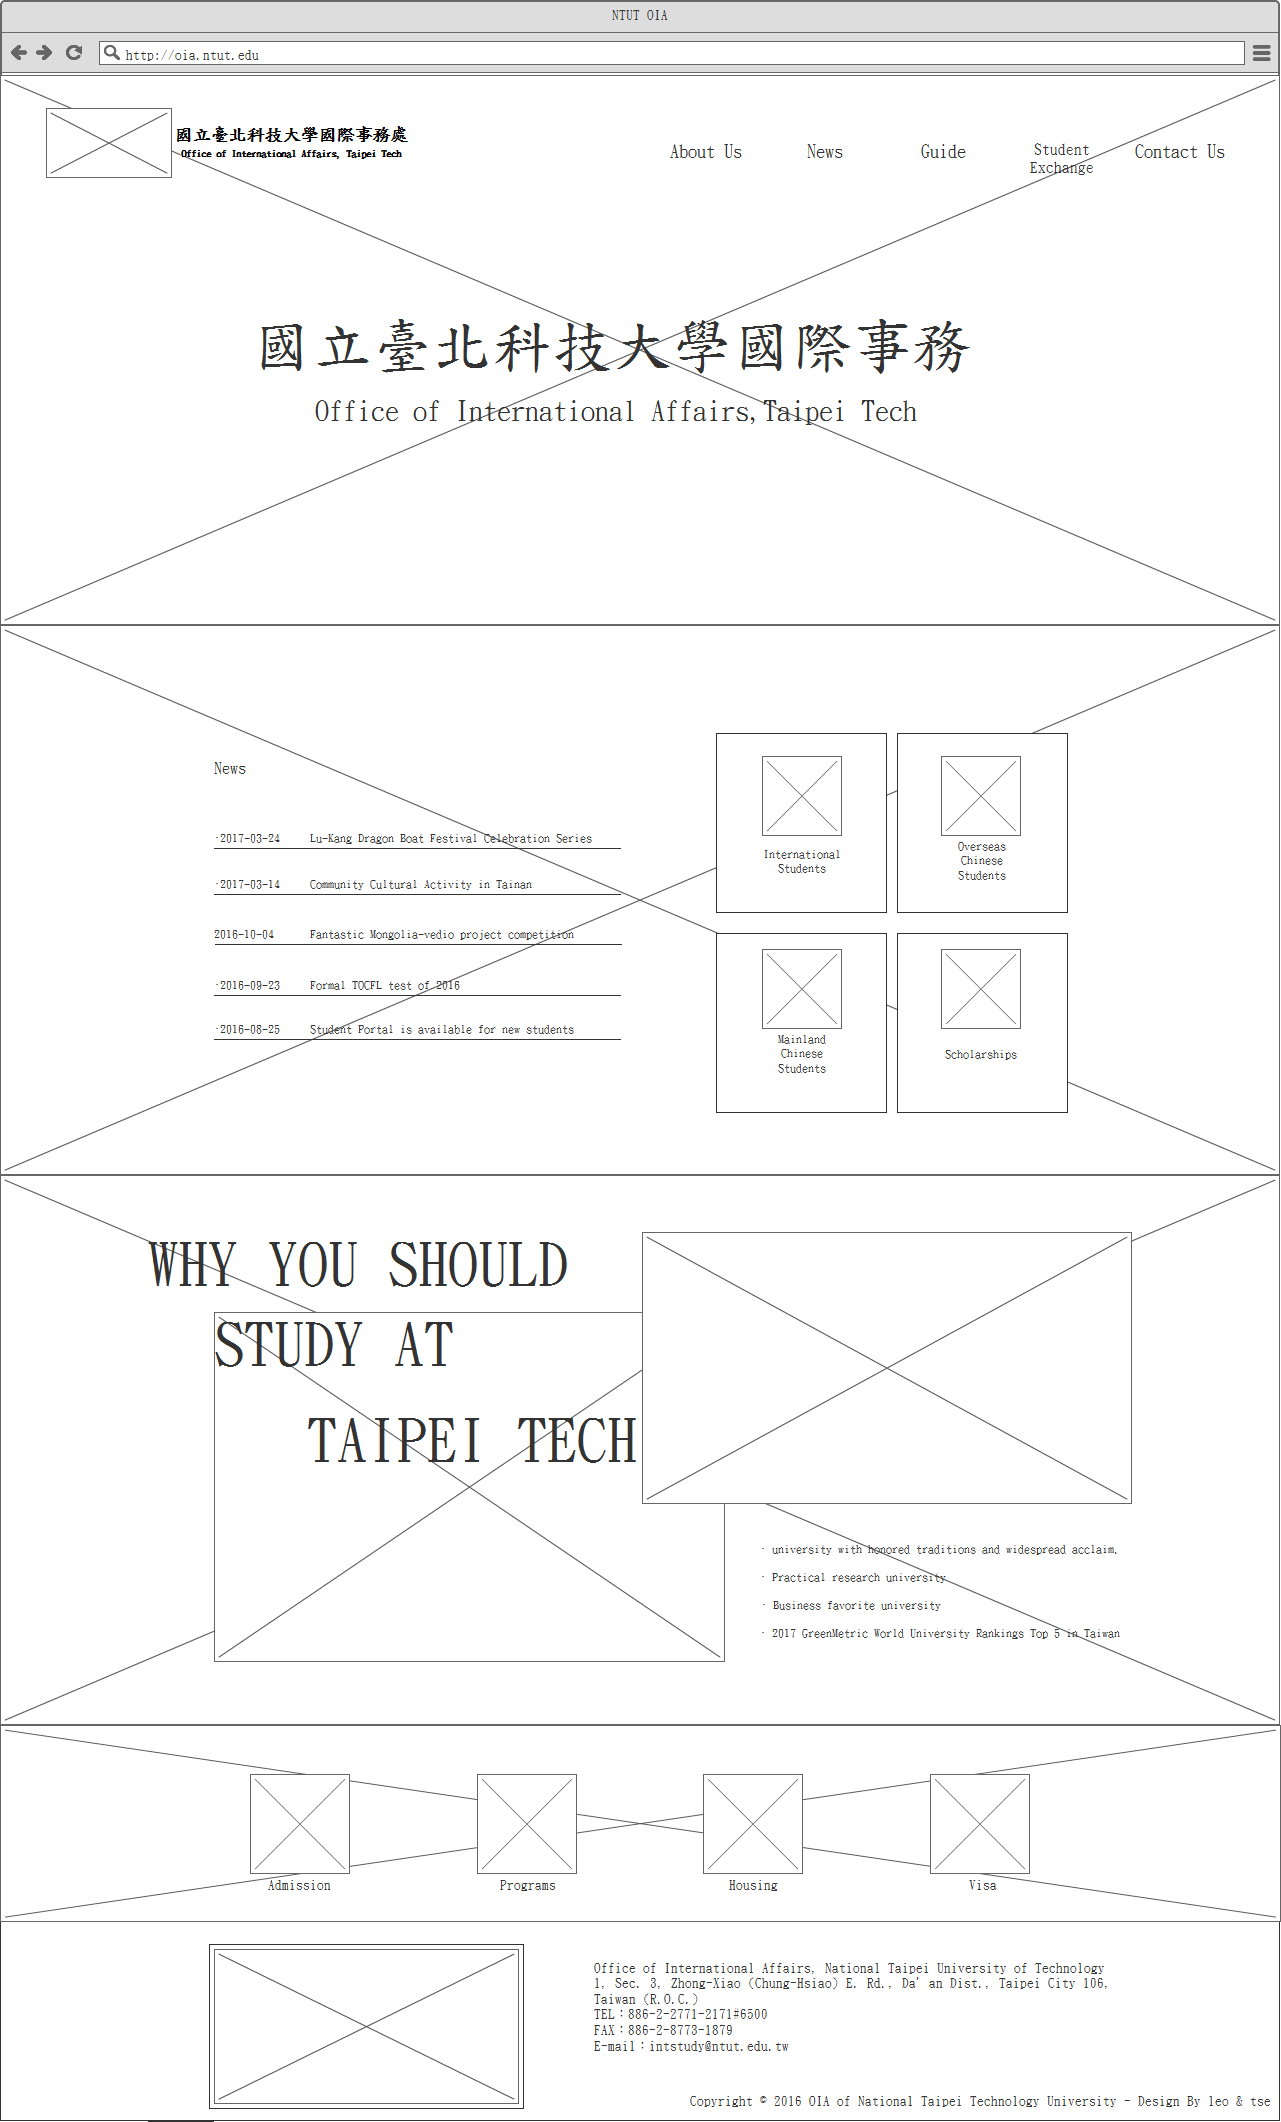 NTUT OIA
http://oia.ntut.edu
國立臺北科技大學國際事務處
Office of International Affairs, Taipei Tech
About Us
News
Guide
Student
Exchange
Contact Us
國立臺北科技大學國際事務
Office of International Affairs,Taipei Tech
News
·2017-03-24 Lu-Kang Dragon Boat Festival Celebration Series
·2017-03-14 Community Cultural Activity in Tainan
2016-10-04 Fantastic Mongolia-vedio project competition
·2016-09-23 Formal TOCFL test of 2016
·2016-08-25 Student Portal is available for new students
International
Students
Overseas
Chinese
Students
Mainland
Chinese
Students
Scholarships
WHY YOU SHOULD
STUDY AT
TAIPEI TECH
· university with honored traditions and widespread acclaim.
· Practical research university
· Business favorite university
· 2017 GreenMetric World University Rankings Top 5 in Taiwan
Admission
Programs
Housing
Visa
Office of International Affairs, National Taipei University of Technology
1, Sec. 3, Zhong-Xiao (Chung-Hsiao) E. Rd., Da' an Dist., Taipei City 106,
Taiwan (R.O.C.)
TEL：886-2-2771-2171#6500
FAX：886-2-8773-1879
E-mail：intstudy@ntut.edu.tw
Copyright © 2016 OIA of National Taipei Technology University - Design By leo & tse